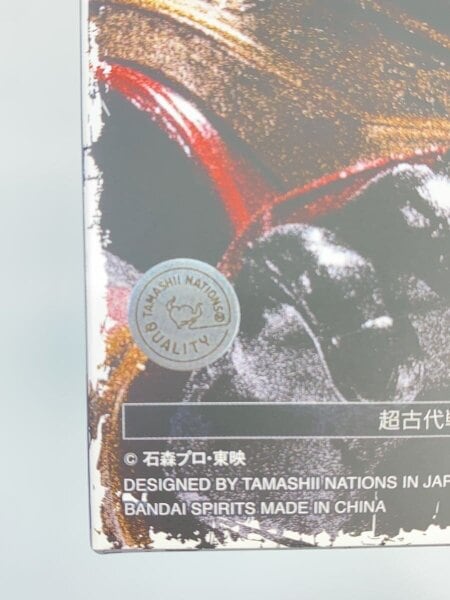 TAMASHII NATIONS
QUALITY
超古代戦
© 石森プロ・東映
DESIGNED BY TAMASHII NATIONS IN JAP
BANDAI SPIRITS MADE IN CHINA